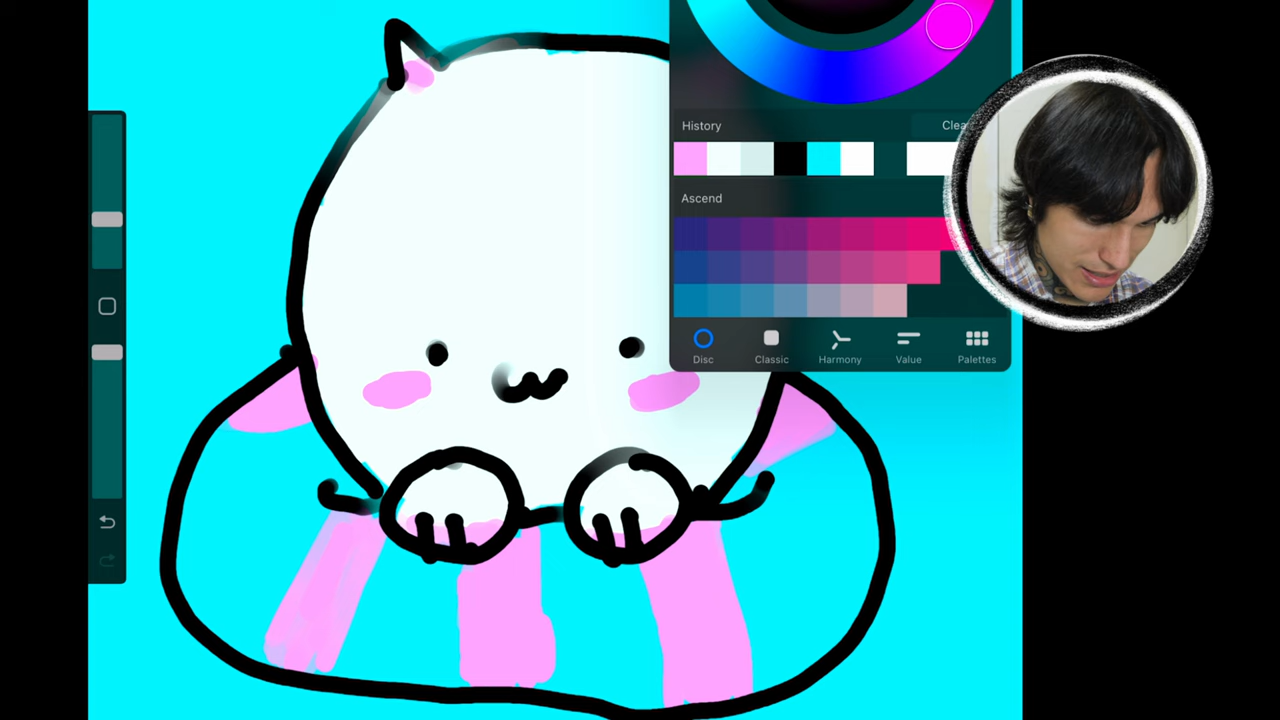 History
Clea
Ascend
Disc
Classic
Harmony
Value
Palettes